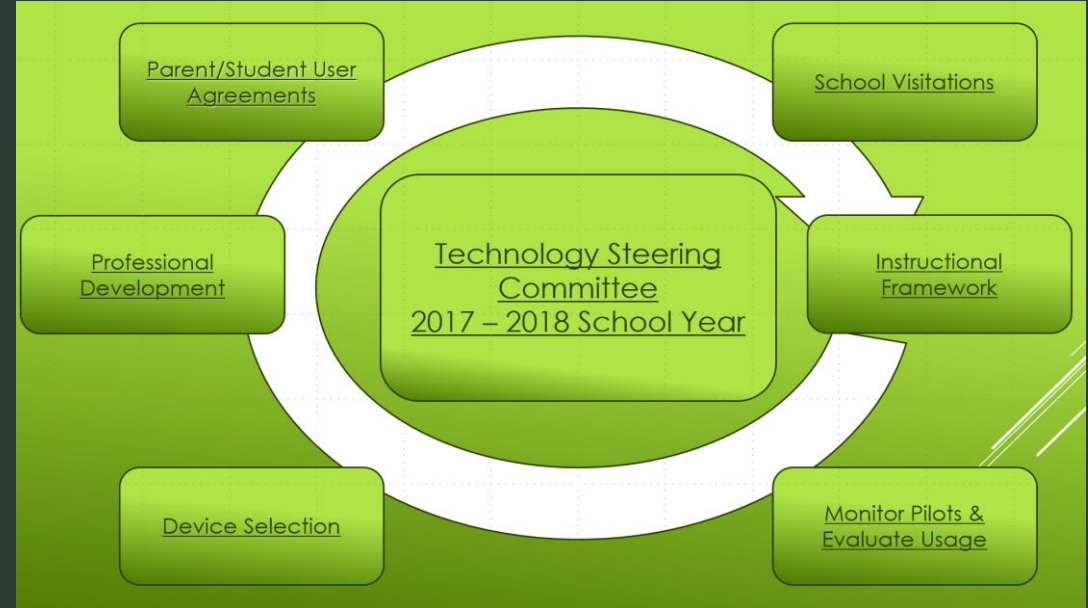 Parent/Student User
Agreements
School Visitations
Professional
Development
Technology Steering
Committee
2017 – 2018 School Year
Instructional
Framework
Device Selection
Monitor Pilots &
Evaluate Usage